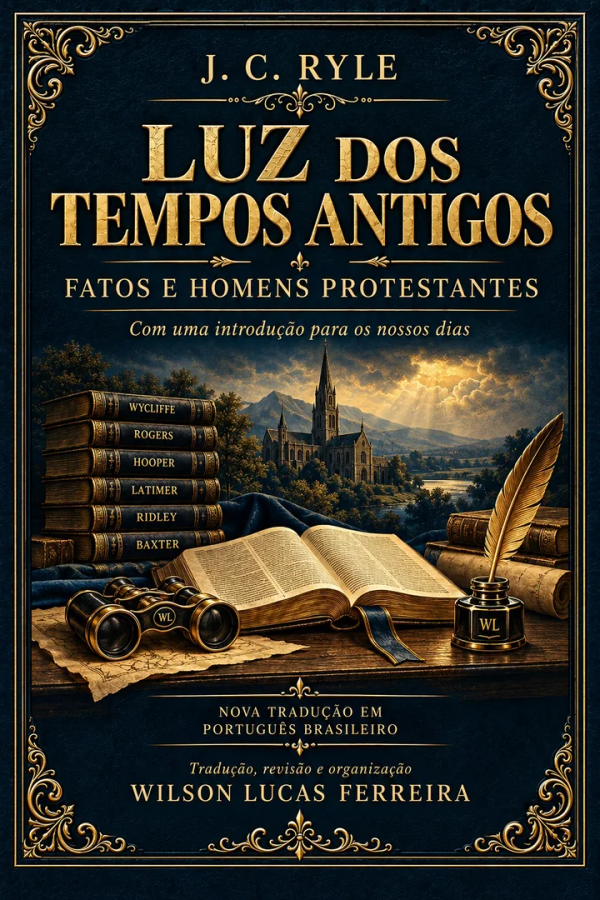 J. C. RYLE
LUZ DOS
TEMPOS ANTIGOS
FATOS E HOMENS PROTESTANTES
Com uma introdução para os nossos dias
WYCLIFFE
ROGERS
HOOPER
LATIMER
RIDLEY
BAXTER
WL
WL
NOVA TRADUÇÃO EM
PORTUGUÊS BRASILEIRO
Tradução, revisão e organização
WILSON LUCAS FERREIRA